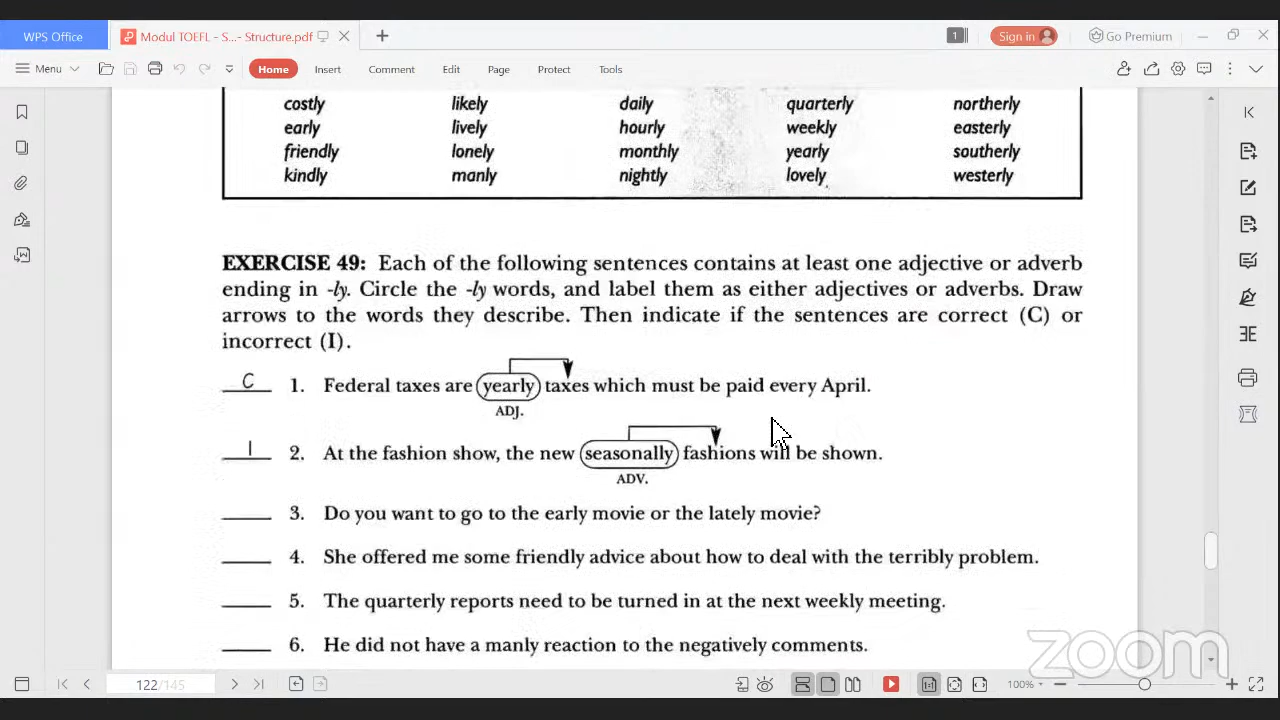 WPS Office Modul TOEFL - S...- Structure.pdf 1 Sign in Go Premium
Menu Home Insert Comment Edit Page Protect Tools
costly likely daily quarterly northerly
early lively hourly weekly easterly
friendly lonely monthly yearly southerly
kindly manly nightly lovely westerly
EXERCISE 49: Each of the following sentences contains at least one adjective or adverb
ending in -ly. Circle the -ly words, and label them as either adjectives or adverbs. Draw
arrows to the words they describe. Then indicate if the sentences are correct (C) or
incorrect (I).
C 1. Federal taxes are yearly taxes which must be paid every April.
ADJ.
I 2. At the fashion show, the new seasonally fashions will be shown.
ADV.
3. Do you want to go to the early movie or the lately movie?
4. She offered me some friendly advice about how to deal with the terribly problem.
5. The quarterly reports need to be turned in at the next weekly meeting.
6. He did not have a manly reaction to the negatively comments.
zoom
122/145 1:1 100%